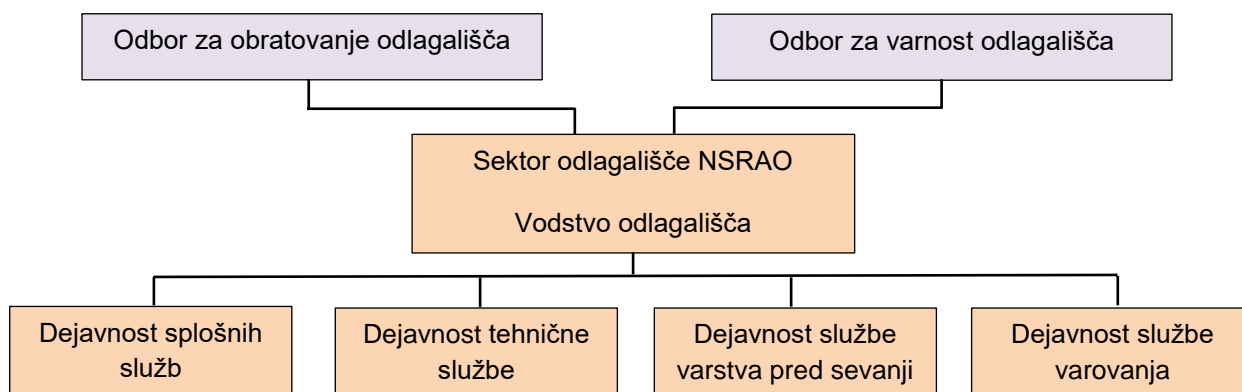 Odbor za obratovanje odlagališča
Odbor za varnost odlagališča
Sektor odlagališče NSRAO
Vodstvo odlagališča
Dejavnost splošnih
služb
Dejavnost tehnične
službe
Dejavnost službe
varstva pred sevanji
Dejavnost službe
varovanja